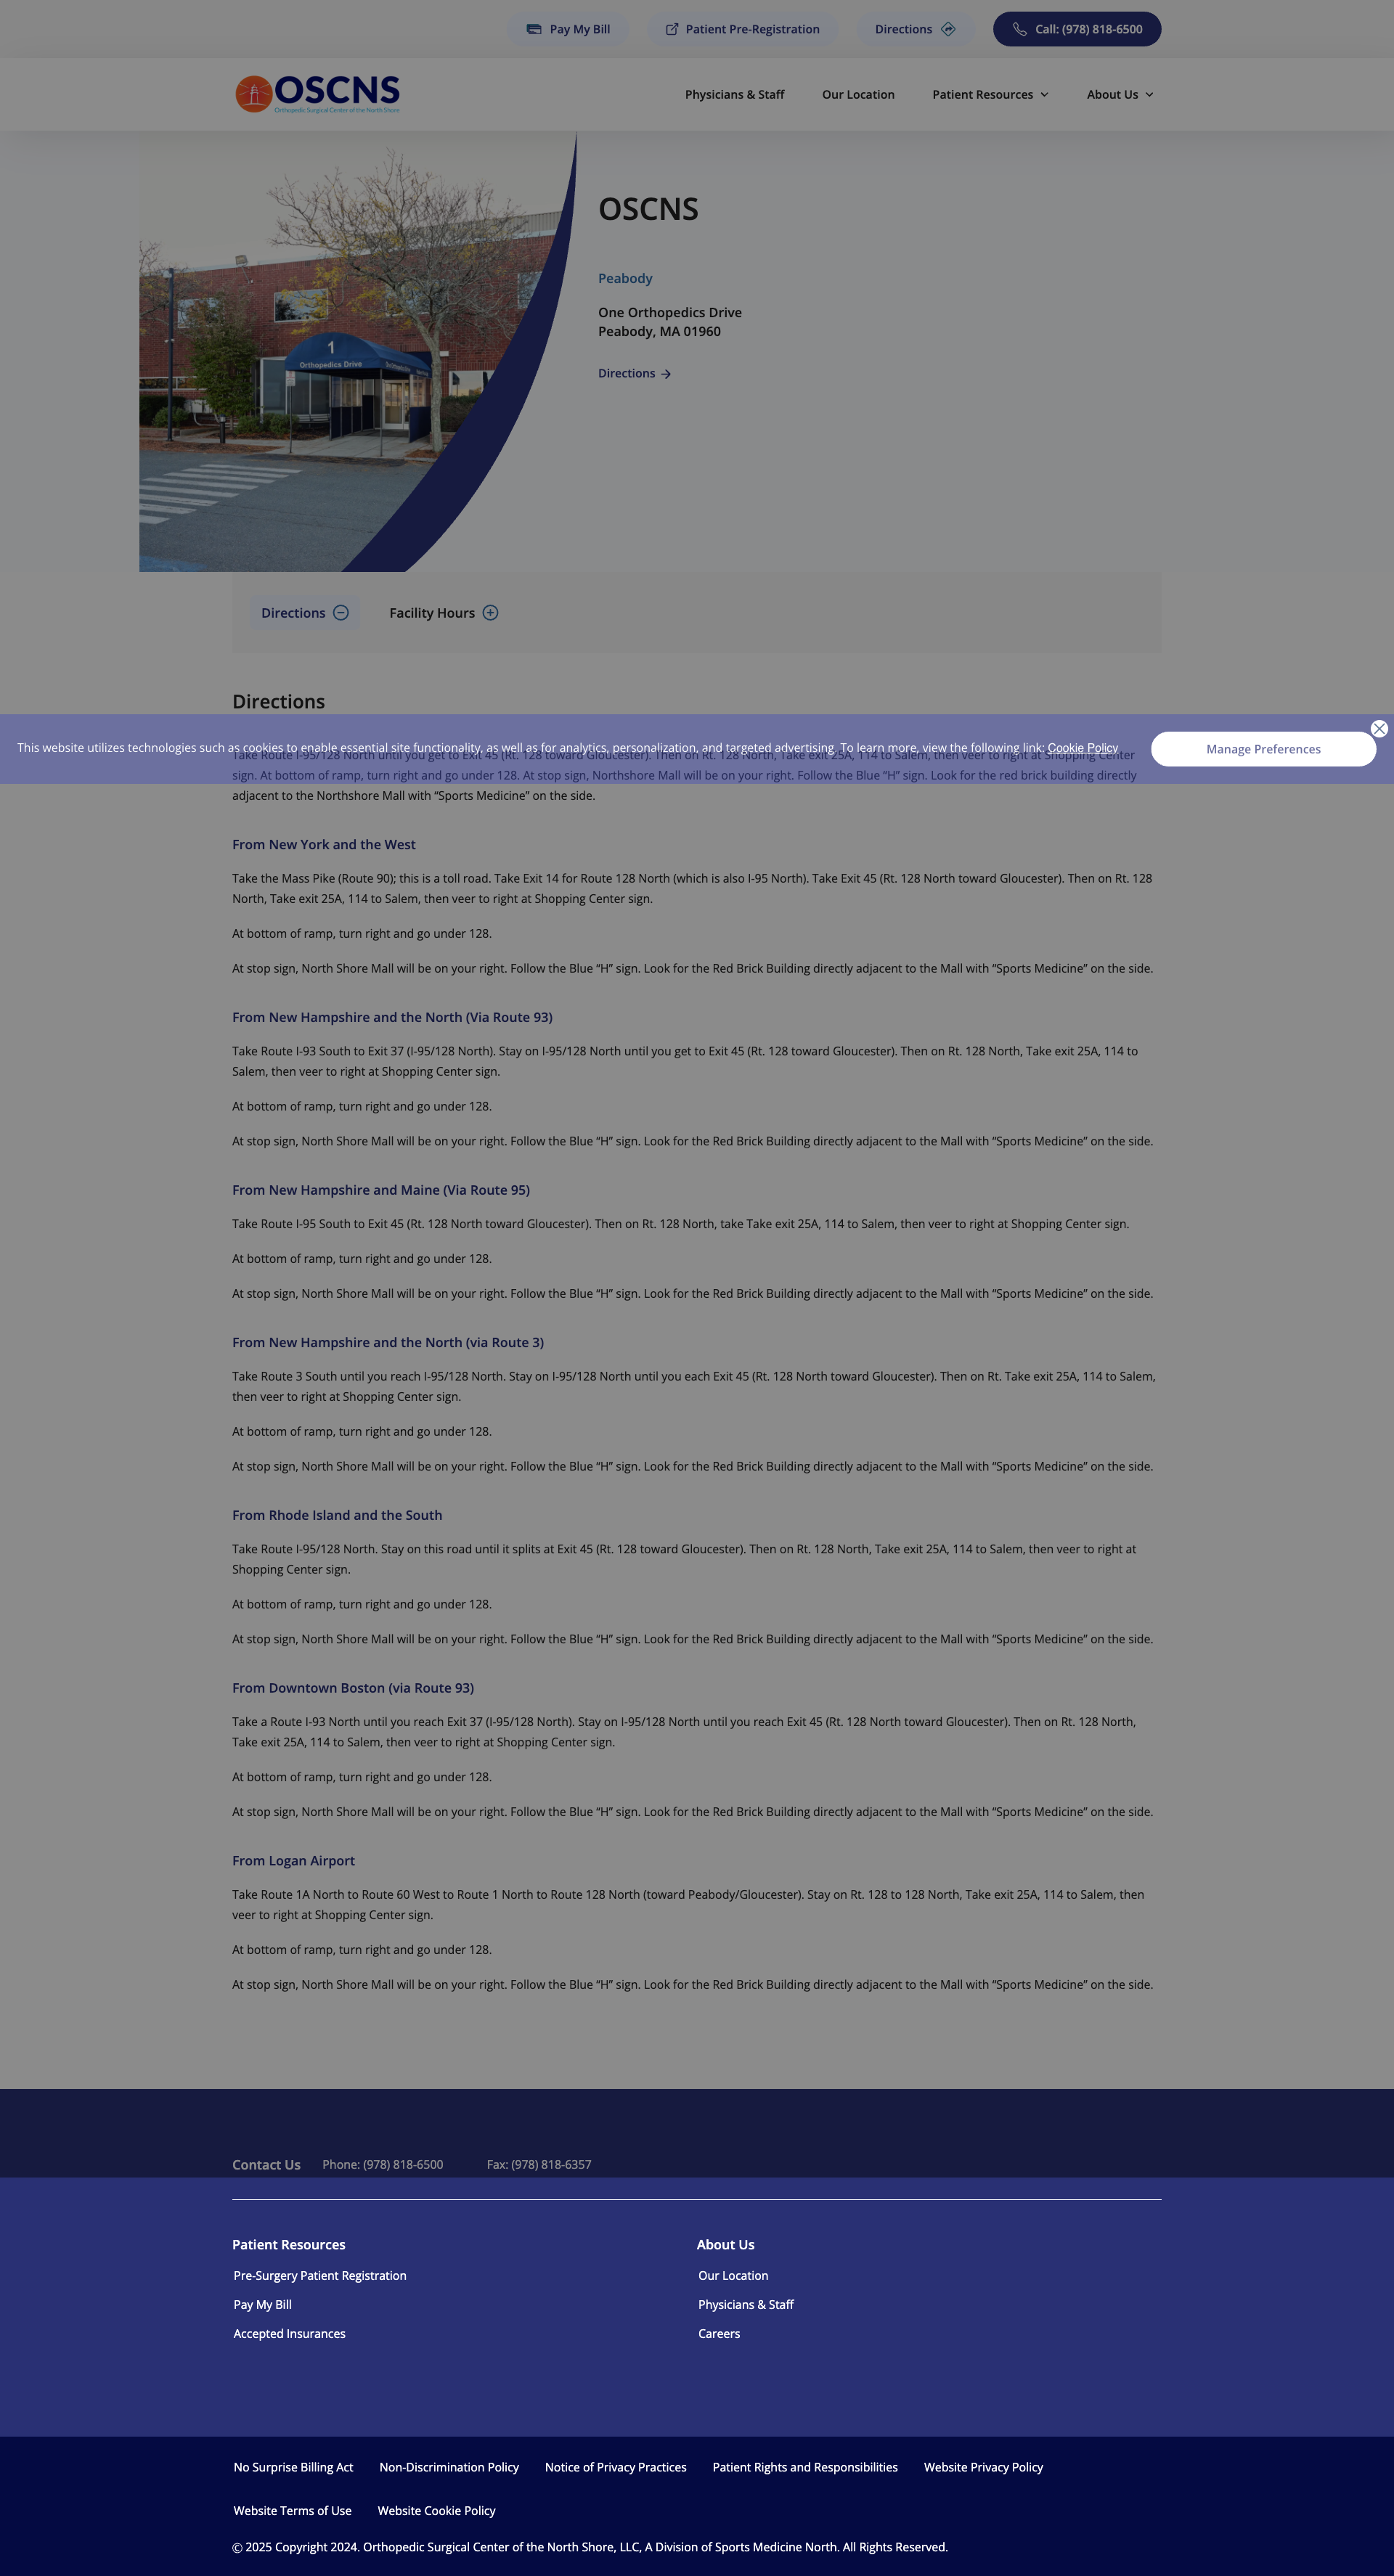 Pay My Bill
Patient Pre-Registration
Directions
Call: (978) 818-6500
OSCNS
Orthopedic Surgical Center of the North Shore
Physicians & Staff
Our Location
Patient Resources
About Us
1
Orthopedics Drive
OSCNS
Peabody
One Orthopedics Drive
Peabody, MA 01960
Directions
Directions
Facility Hours
Directions
This website utilizes technologies such as cookies to enable essential site functionality, as well as for analytics, personalization, and targeted advertising. To learn more, view the following link: Cookie Policy
Manage Preferences
Take Route I-95/128 North until you get to Exit 45 (Rt. 128 toward Gloucester). Then on Rt. 128 North, Take exit 25A, 114 to Salem, then veer to right at Shopping Center
sign. At bottom of ramp, turn right and go under 128. At stop sign, Northshore Mall will be on your right. Follow the Blue “H” sign. Look for the red brick building directly
adjacent to the Northshore Mall with “Sports Medicine” on the side.
From New York and the West
Take the Mass Pike (Route 90); this is a toll road. Take Exit 14 for Route 128 North (which is also I-95 North). Take Exit 45 (Rt. 128 North toward Gloucester). Then on Rt. 128
North, Take exit 25A, 114 to Salem, then veer to right at Shopping Center sign.
At bottom of ramp, turn right and go under 128.
At stop sign, North Shore Mall will be on your right. Follow the Blue “H” sign. Look for the Red Brick Building directly adjacent to the Mall with “Sports Medicine” on the side.
From New Hampshire and the North (Via Route 93)
Take Route I-93 South to Exit 37 (I-95/128 North). Stay on I-95/128 North until you get to Exit 45 (Rt. 128 toward Gloucester). Then on Rt. 128 North, Take exit 25A, 114 to
Salem, then veer to right at Shopping Center sign.
At bottom of ramp, turn right and go under 128.
At stop sign, North Shore Mall will be on your right. Follow the Blue “H” sign. Look for the Red Brick Building directly adjacent to the Mall with “Sports Medicine” on the side.
From New Hampshire and Maine (Via Route 95)
Take Route I-95 South to Exit 45 (Rt. 128 North toward Gloucester). Then on Rt. 128 North, take Take exit 25A, 114 to Salem, then veer to right at Shopping Center sign.
At bottom of ramp, turn right and go under 128.
At stop sign, North Shore Mall will be on your right. Follow the Blue “H” sign. Look for the Red Brick Building directly adjacent to the Mall with “Sports Medicine” on the side.
From New Hampshire and the North (via Route 3)
Take Route 3 South until you reach I-95/128 North. Stay on I-95/128 North until you each Exit 45 (Rt. 128 North toward Gloucester). Then on Rt. Take exit 25A, 114 to Salem,
then veer to right at Shopping Center sign.
At bottom of ramp, turn right and go under 128.
At stop sign, North Shore Mall will be on your right. Follow the Blue “H” sign. Look for the Red Brick Building directly adjacent to the Mall with “Sports Medicine” on the side.
From Rhode Island and the South
Take Route I-95/128 North. Stay on this road until it splits at Exit 45 (Rt. 128 toward Gloucester). Then on Rt. 128 North, Take exit 25A, 114 to Salem, then veer to right at
Shopping Center sign.
At bottom of ramp, turn right and go under 128.
At stop sign, North Shore Mall will be on your right. Follow the Blue “H” sign. Look for the Red Brick Building directly adjacent to the Mall with “Sports Medicine” on the side.
From Downtown Boston (via Route 93)
Take a Route I-93 North until you reach Exit 37 (I-95/128 North). Stay on I-95/128 North until you reach Exit 45 (Rt. 128 North toward Gloucester). Then on Rt. 128 North,
Take exit 25A, 114 to Salem, then veer to right at Shopping Center sign.
At bottom of ramp, turn right and go under 128.
At stop sign, North Shore Mall will be on your right. Follow the Blue “H” sign. Look for the Red Brick Building directly adjacent to the Mall with “Sports Medicine” on the side.
From Logan Airport
Take Route 1A North to Route 60 West to Route 1 North to Route 128 North (toward Peabody/Gloucester). Stay on Rt. 128 to 128 North, Take exit 25A, 114 to Salem, then
veer to right at Shopping Center sign.
At bottom of ramp, turn right and go under 128.
At stop sign, North Shore Mall will be on your right. Follow the Blue “H” sign. Look for the Red Brick Building directly adjacent to the Mall with “Sports Medicine” on the side.
Contact Us
Phone: (978) 818-6500
Fax: (978) 818-6357
Patient Resources
Pre-Surgery Patient Registration
Pay My Bill
Accepted Insurances
About Us
Our Location
Physicians & Staff
Careers
No Surprise Billing Act
Non-Discrimination Policy
Notice of Privacy Practices
Patient Rights and Responsibilities
Website Privacy Policy
Website Terms of Use
Website Cookie Policy
© 2025 Copyright 2024. Orthopedic Surgical Center of the North Shore, LLC, A Division of Sports Medicine North. All Rights Reserved.